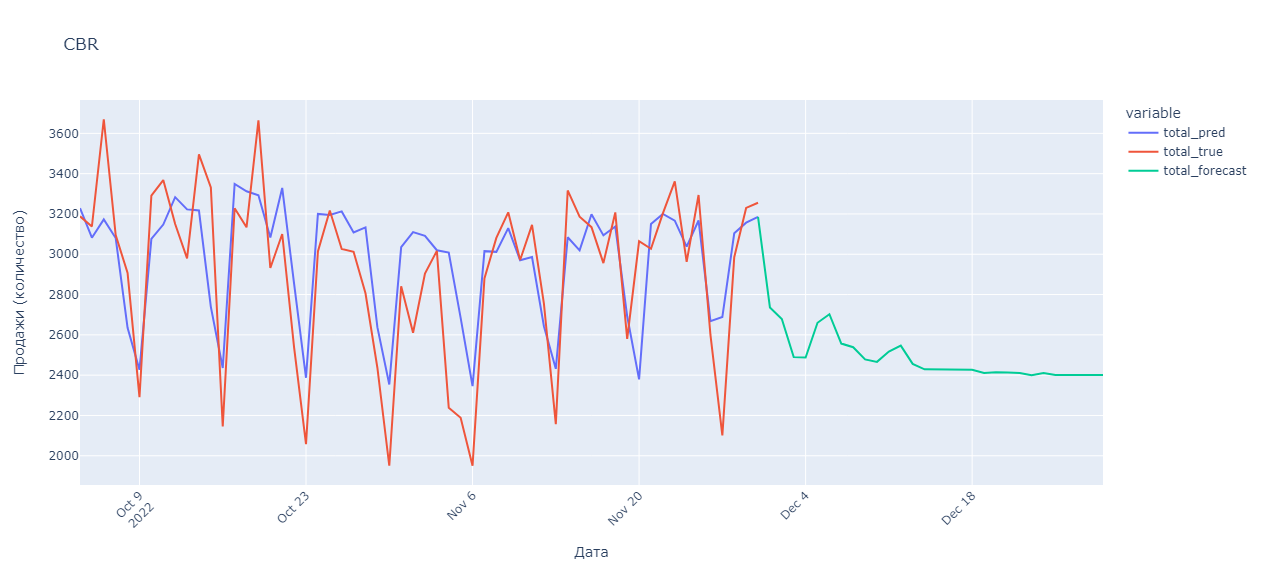 CBR
variable
total_pred
total_true
total_forecast
Продажи (количество)
3600
3400
3200
3000
2800
2600
2400
2200
2000
Oct 9
2022
Oct 23
Nov 6
Nov 20
Dec 4
Dec 18
Дата